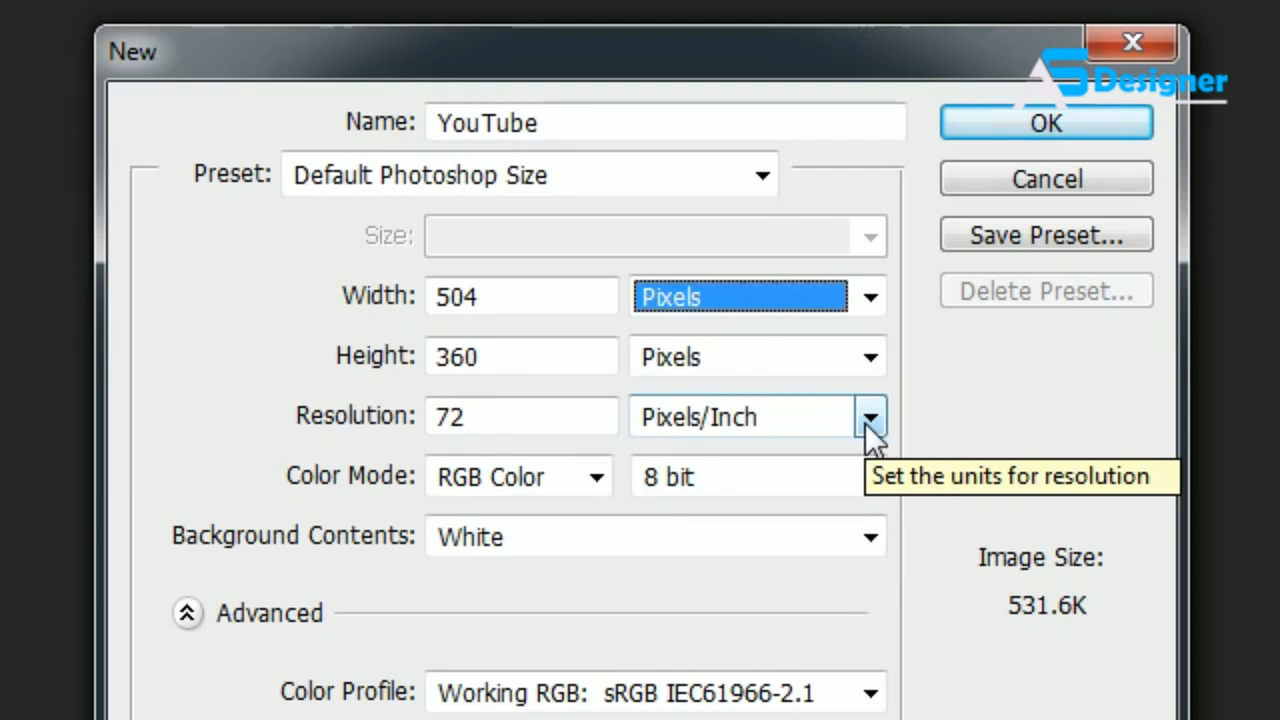 New
AS Designer
Name: YouTube
OK
Preset: Default Photoshop Size
Cancel
Size:
Save Preset...
Width: 504 Pixels
Delete Preset...
Height: 360 Pixels
Resolution: 72 Pixels/Inch
Set the units for resolution
Color Mode: RGB Color 8 bit
Background Contents: White
Image Size:
531.6K
Advanced
Color Profile: Working RGB: sRGB IEC61966-2.1